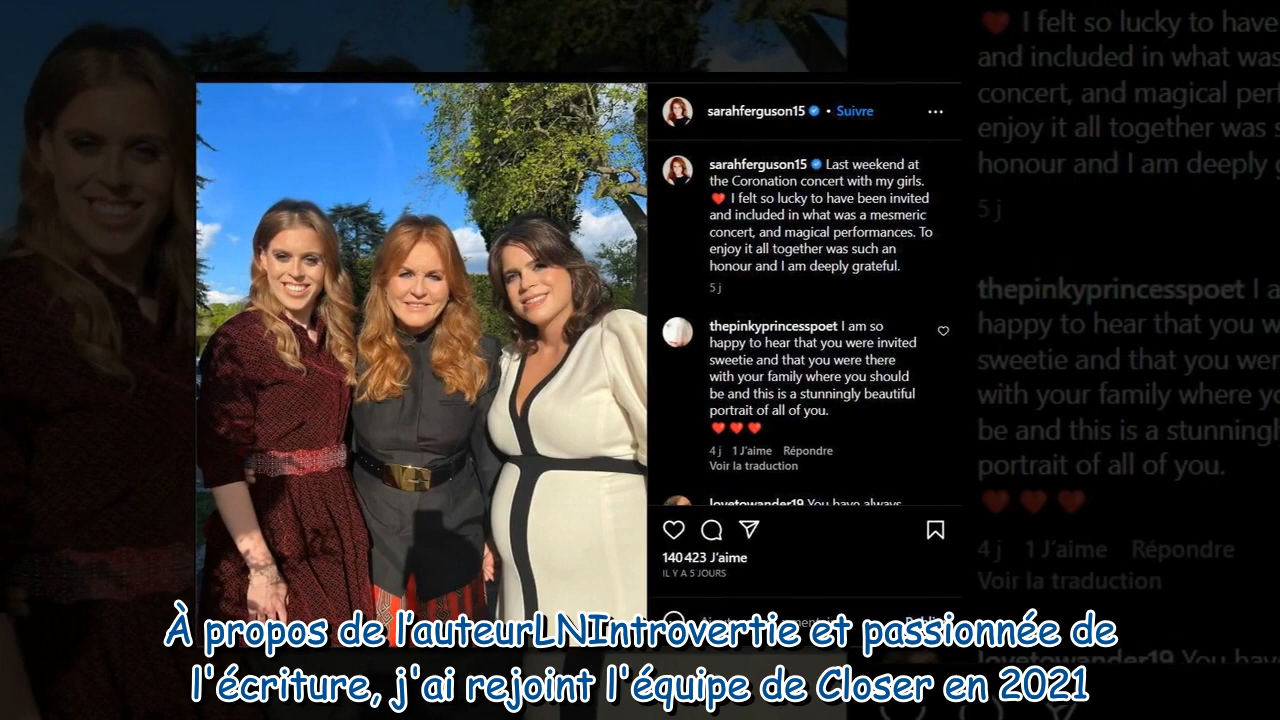 sarahferguson15 • Suivre
sarahferguson15 Last weekend at
the Coronation concert with my girls.
❤️ I felt so lucky to have been invited
and included in what was a mesmeric
concert, and magical performances. To
enjoy it all together was such an
honour and I am deeply grateful.
5 j
thepinkyprincesspoet I am so
happy to hear that you were invited
sweetie and that you were there
with your family where you should
be and this is a stunningly beautiful
portrait of all of you.
❤️❤️❤️
4 j 1 J’aime Répondre
Voir la traduction
lovetowander19 You have always
140 423 J’aime
IL Y A 5 JOURS
❤️ I felt so lucky to have
and included in what was
concert, and magical perf
enjoy it all together was s
honour and I am deeply g
5 j
thepinkyprincesspoet I a
happy to hear that you w
sweetie and that you wer
with your family where yo
be and this is a stunningl
portrait of all of you.
❤️❤️❤️
4 j 1 J’aime Répondre
Voir la traduction
lovetowander19 You hav
À propos de l’auteurLNIntrovertie et passionnée de
l'écriture, j'ai rejoint l'équipe de Closer en 2021